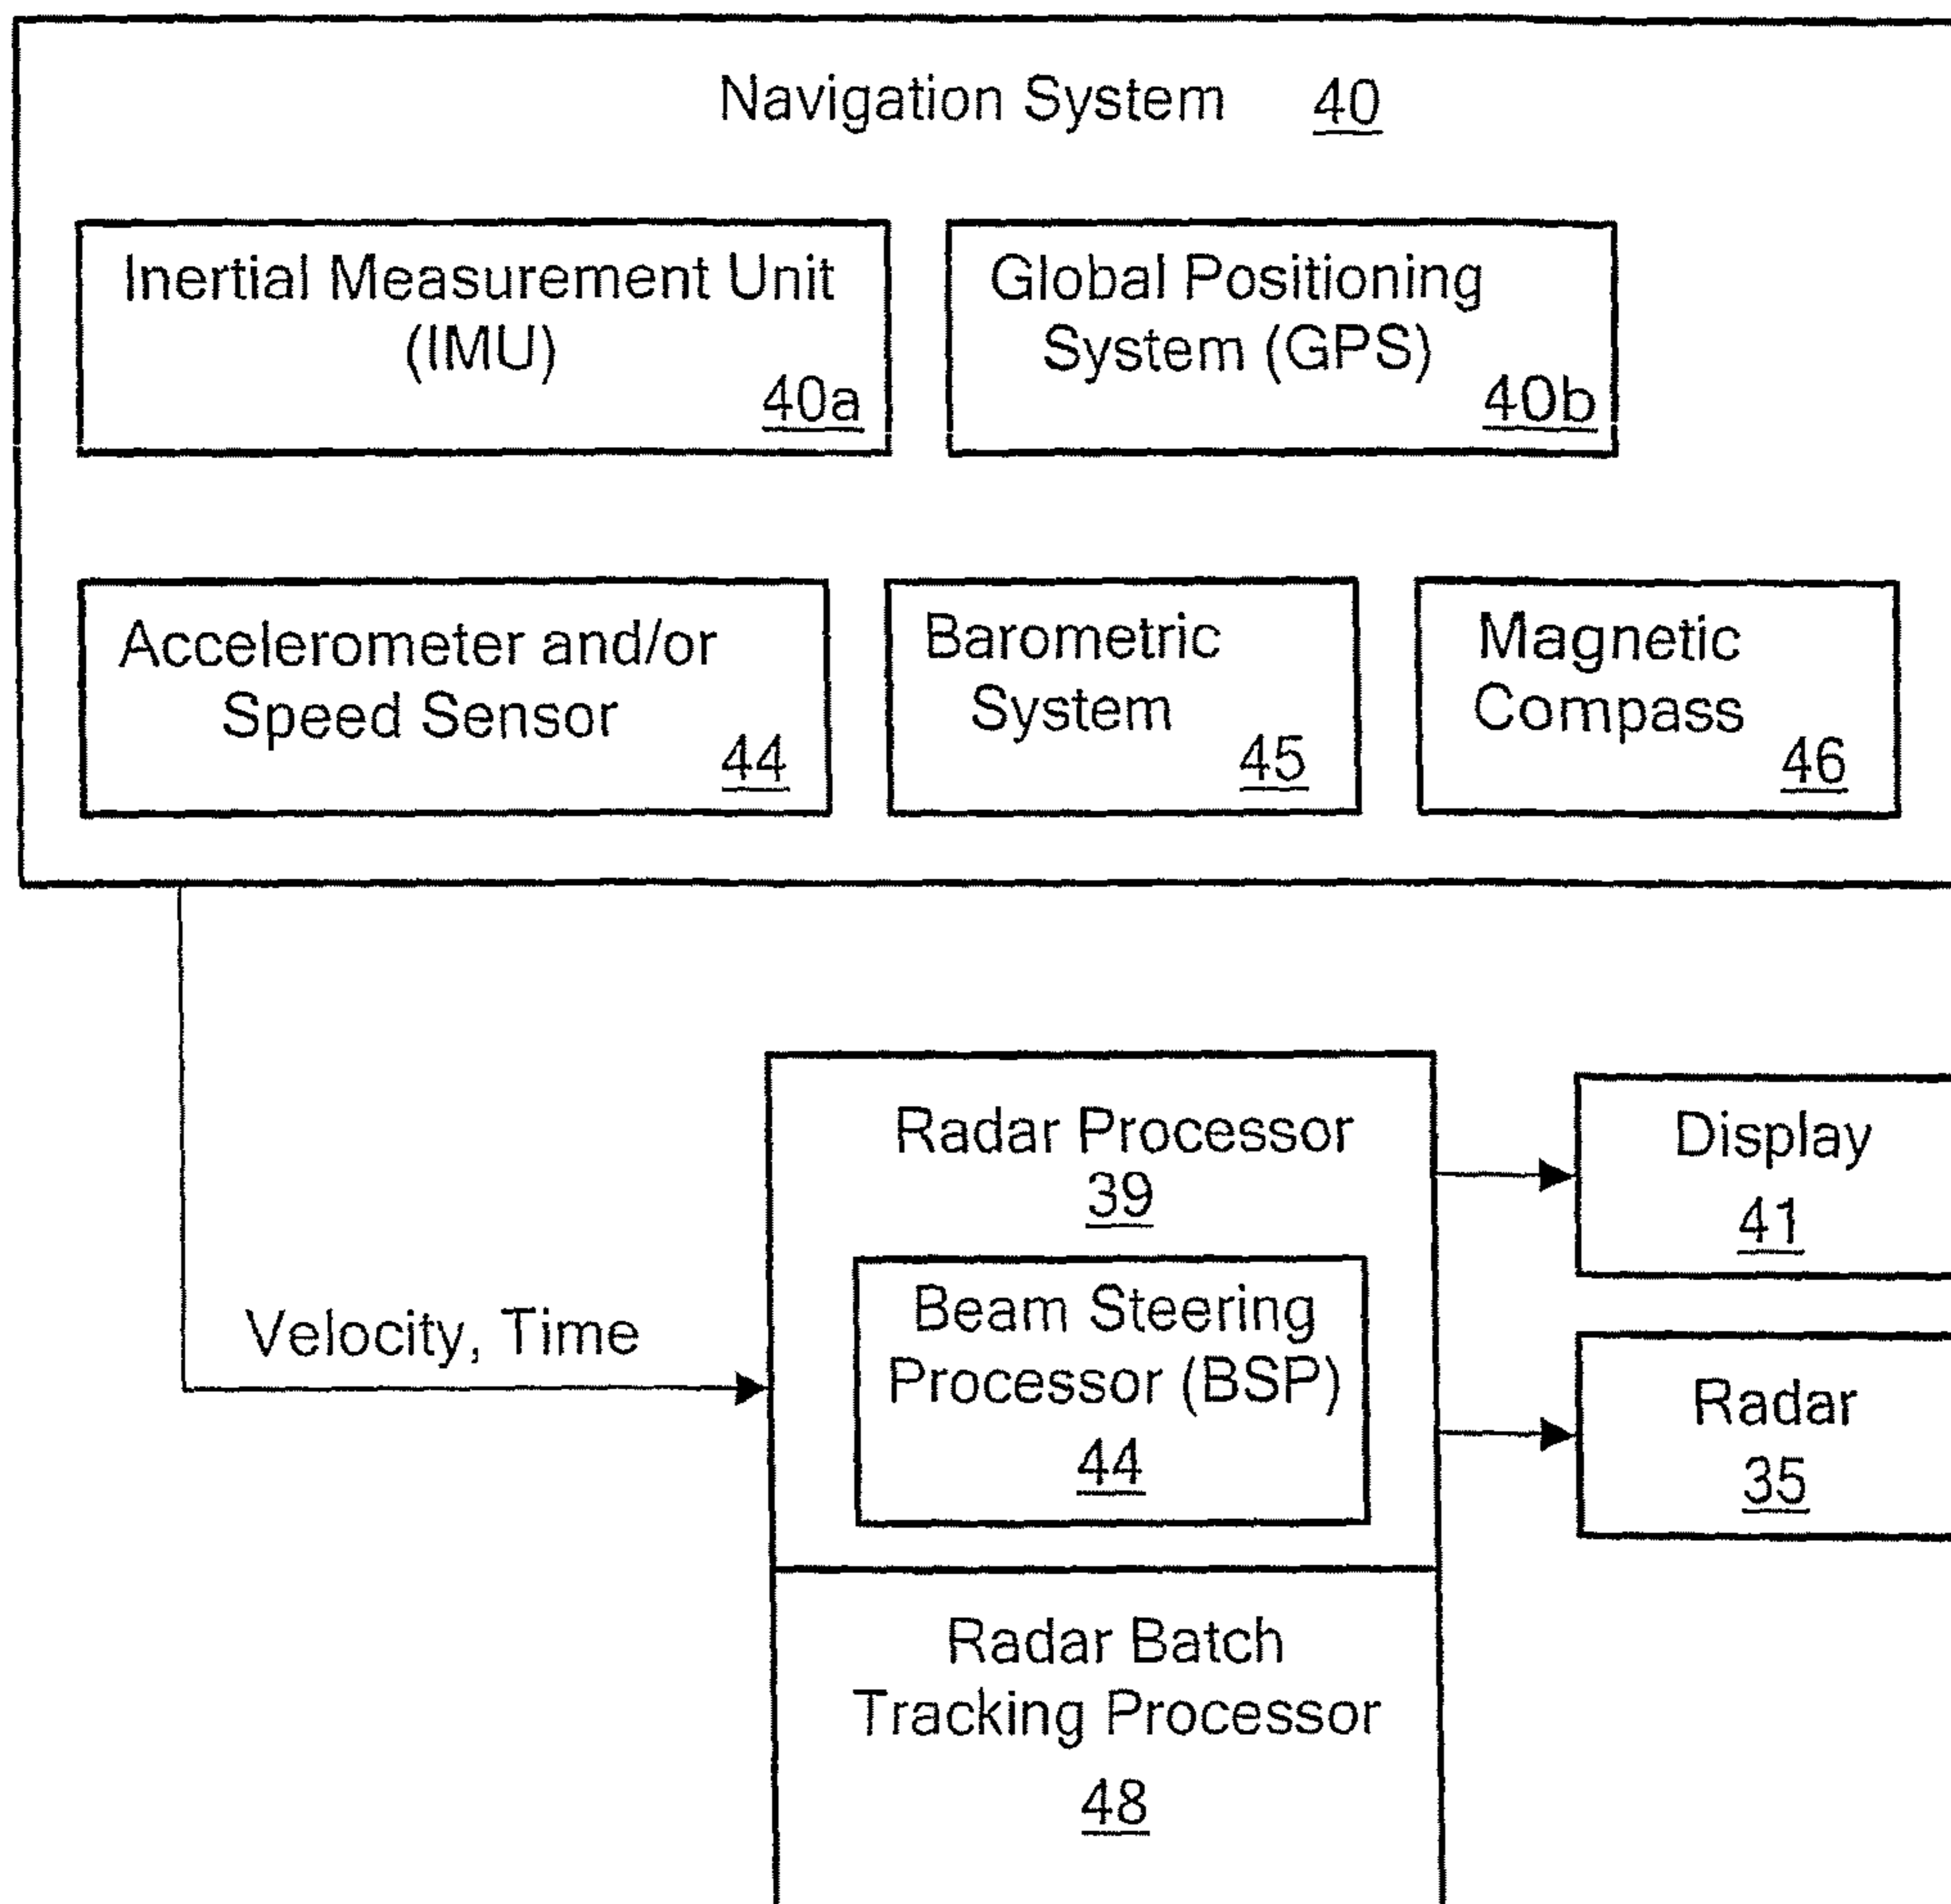 Navigation System 40
Inertial Measurement Unit
(IMU)
40a
Global Positioning
System (GPS)
40b
Accelerometer and/or
Speed Sensor
44
Barometric
System
45
Magnetic
Compass
46
Velocity, Time
Radar Processor
39
Beam Steering
Processor (BSP)
44
Radar Batch
Tracking Processor
48
Display
41
Radar
35